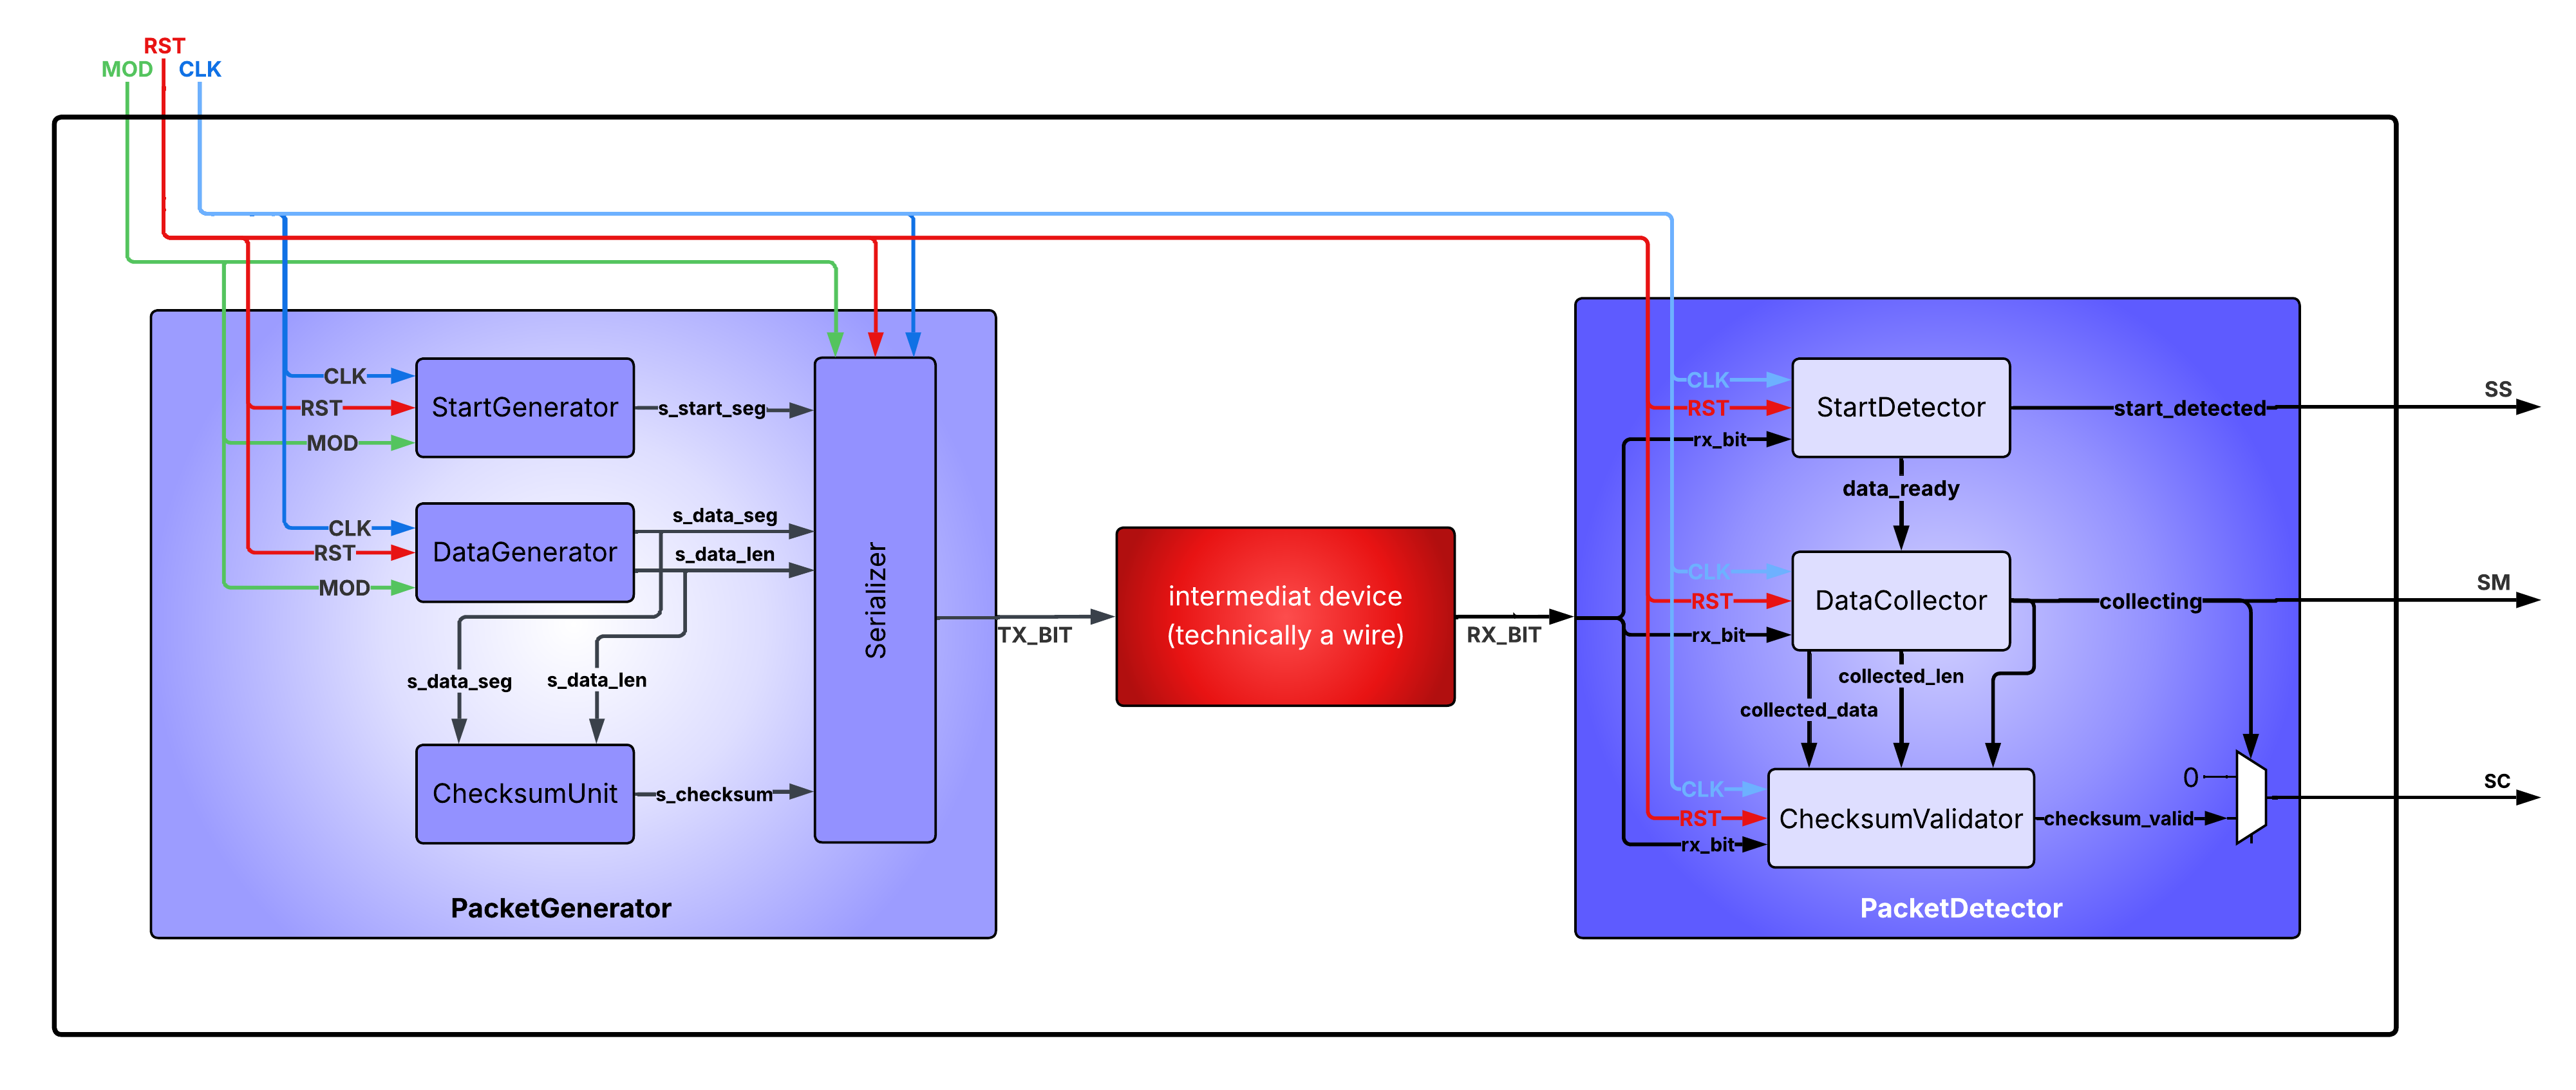 RST
MOD
CLK
CLK
RST
MOD
StartGenerator
s_start_seg
CLK
RST
MOD
DataGenerator
s_data_seg
s_data_len
s_data_seg
s_data_len
ChecksumUnit
s_checksum
Serializer
PacketGenerator
TX_BIT
intermediat device
(technically a wire)
RX_BIT
CLK
RST
rx_bit
StartDetector
start_detected
SS
data_ready
CLK
RST
rx_bit
DataCollector
collecting
SM
collected_len
collected_data
CLK
RST
rx_bit
ChecksumValidator
checksum_valid
0
SC
PacketDetector